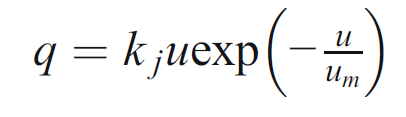 q = k_j u exp(-u/u_m)